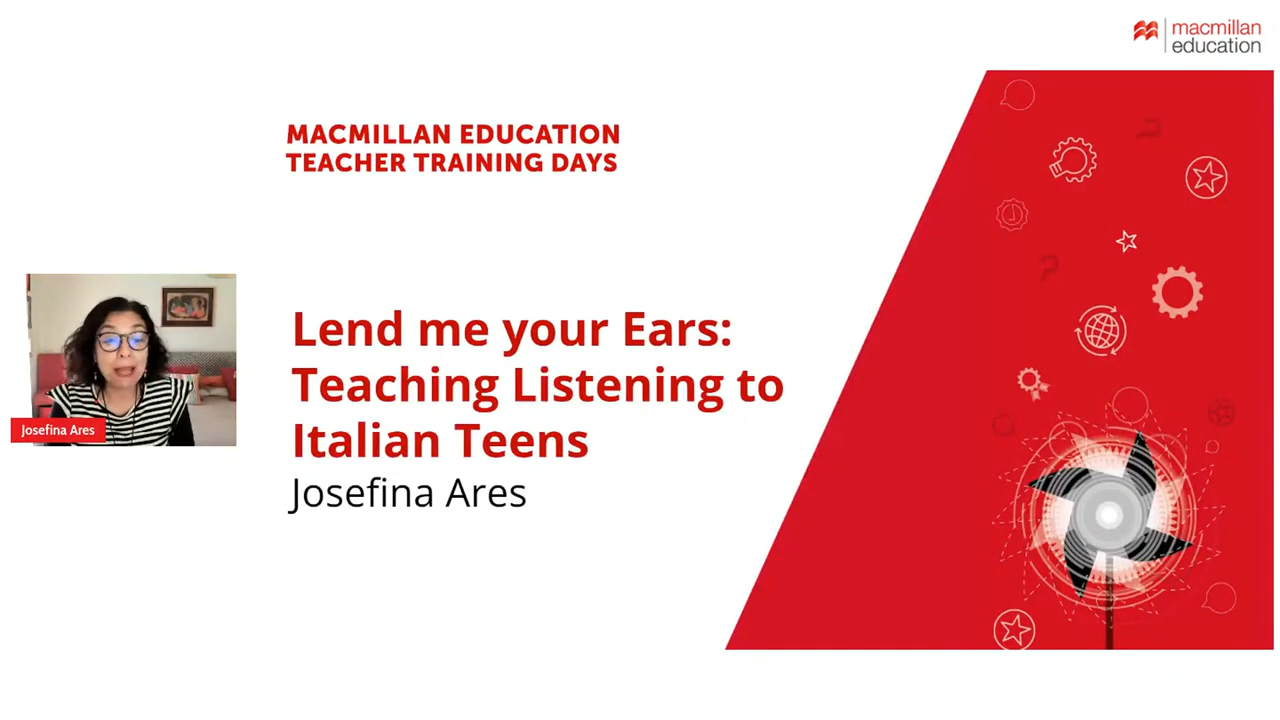 macmillan
education
MACMILLAN EDUCATION
TEACHER TRAINING DAYS
Lend me your Ears:
Teaching Listening to
Italian Teens
Josefina Ares
Josefina Ares